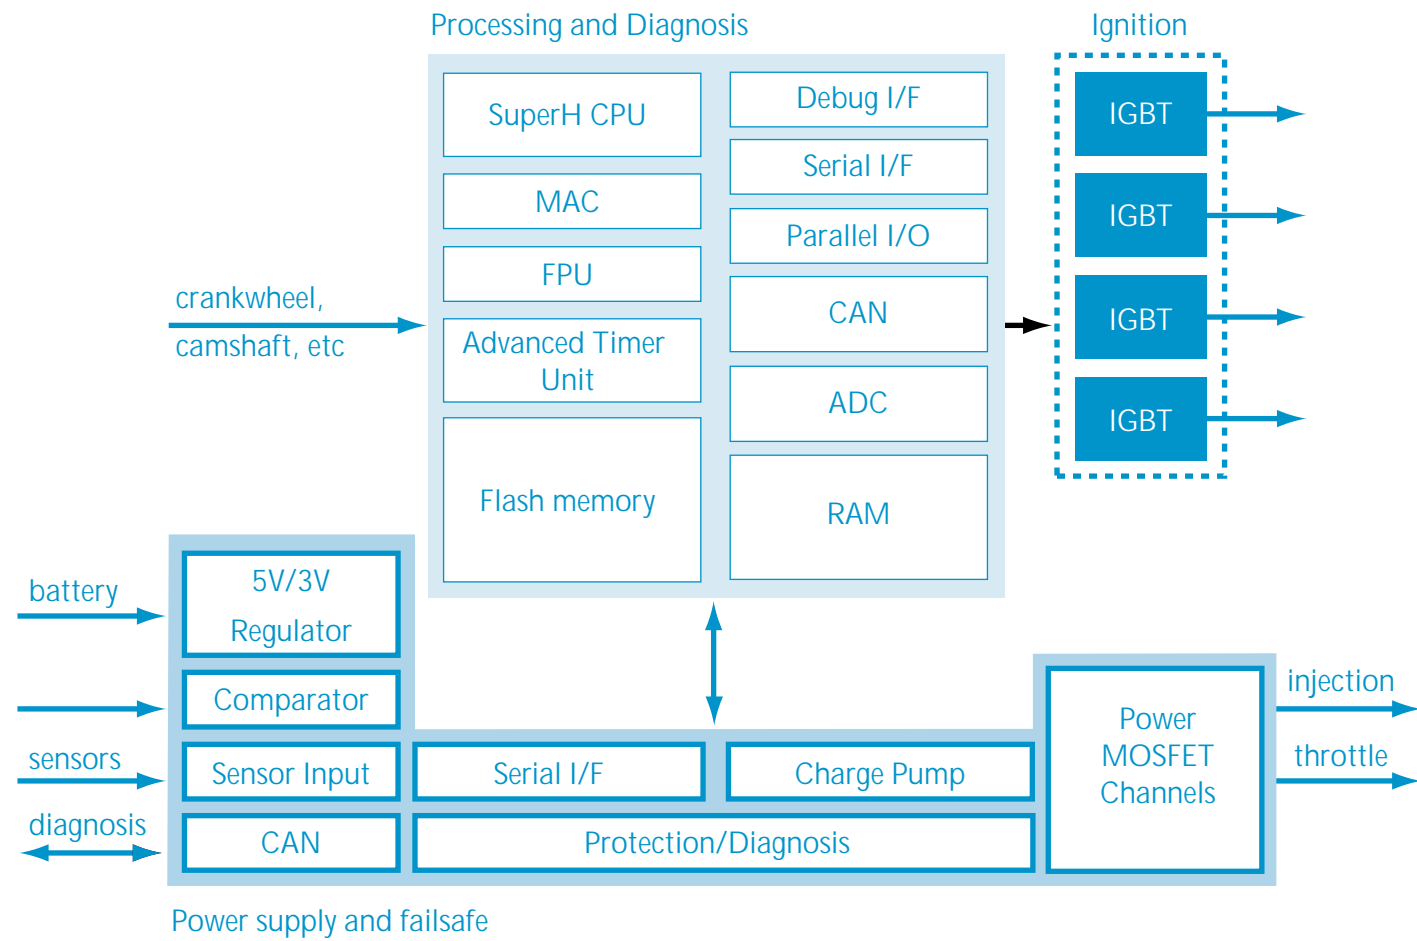 Processing and Diagnosis
Ignition
SuperH CPU
MAC
FPU
Advanced Timer
Unit
Flash memory
Debug I/F
Serial I/F
Parallel I/O
CAN
ADC
RAM
IGBT
IGBT
IGBT
IGBT
crankwheel,
camshaft, etc
battery
sensors
diagnosis
5V/3V
Regulator
Comparator
Sensor Input
CAN
Serial I/F
Charge Pump
Protection/Diagnosis
Power
MOSFET
Channels
injection
throttle
Power supply and failsafe